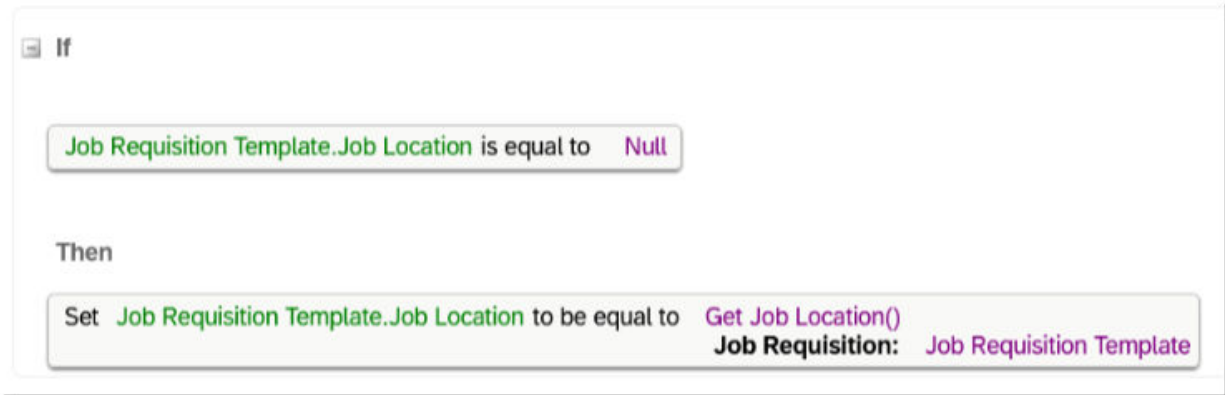 If
Job Requisition Template.Job Location is equal to Null
Then
Set Job Requisition Template.Job Location to be equal to Get Job Location()
Job Requisition: Job Requisition Template